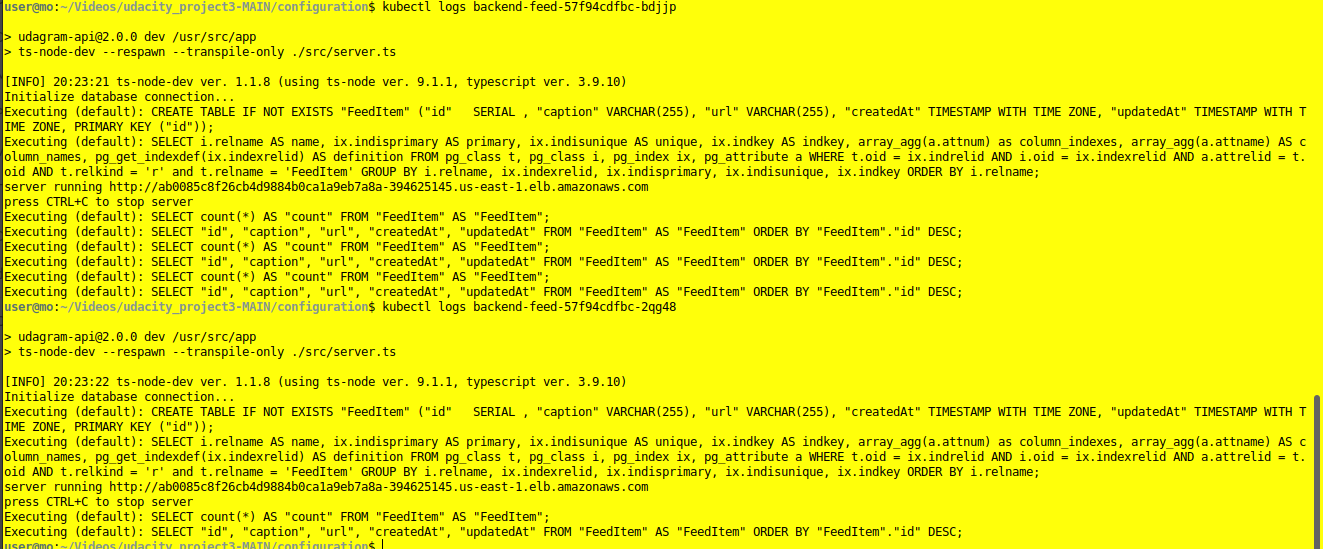 user@mo:~/Videos/udacity_project3-MAIN/configuration$ kubectl logs backend-feed-57f94cdfbc-bdjjp
> udagram-api@2.0.0 dev /usr/src/app
> ts-node-dev --respawn --transpile-only ./src/server.ts
[INFO] 20:23:21 ts-node-dev ver. 1.1.8 (using ts-node ver. 9.1.1, typescript ver. 3.9.10)
Initialize database connection...
Executing (default): CREATE TABLE IF NOT EXISTS "FeedItem" ("id"   SERIAL , "caption" VARCHAR(255), "url" VARCHAR(255), "createdAt" TIMESTAMP WITH TIME ZONE, "updatedAt" TIMESTAMP WITH T
IME ZONE, PRIMARY KEY ("id"));
Executing (default): SELECT i.relname AS name, ix.indisprimary AS primary, ix.indisunique AS unique, ix.indkey AS indkey, array_agg(a.attnum) as column_indexes, array_agg(a.attname) AS c
olumn_names, pg_get_indexdef(ix.indexrelid) AS definition FROM pg_class t, pg_class i, pg_index ix, pg_attribute a WHERE t.oid = ix.indrelid AND i.oid = ix.indexrelid AND a.attrelid = t.
oid AND t.relkind = 'r' and t.relname = 'FeedItem' GROUP BY i.relname, ix.indexrelid, ix.indisprimary, ix.indisunique, ix.indkey ORDER BY i.relname;
server running http://ab0085c8f26cb4d9884b0ca1a9eb7a8a-394625145.us-east-1.elb.amazonaws.com
press CTRL+C to stop server
Executing (default): SELECT count(*) AS "count" FROM "FeedItem" AS "FeedItem";
Executing (default): SELECT "id", "caption", "url", "createdAt", "updatedAt" FROM "FeedItem" AS "FeedItem" ORDER BY "FeedItem"."id" DESC;
Executing (default): SELECT count(*) AS "count" FROM "FeedItem" AS "FeedItem";
Executing (default): SELECT "id", "caption", "url", "createdAt", "updatedAt" FROM "FeedItem" AS "FeedItem" ORDER BY "FeedItem"."id" DESC;
Executing (default): SELECT count(*) AS "count" FROM "FeedItem" AS "FeedItem";
Executing (default): SELECT "id", "caption", "url", "createdAt", "updatedAt" FROM "FeedItem" AS "FeedItem" ORDER BY "FeedItem"."id" DESC;
user@mo:~/Videos/udacity_project3-MAIN/configuration$ kubectl logs backend-feed-57f94cdfbc-2qg48
> udagram-api@2.0.0 dev /usr/src/app
> ts-node-dev --respawn --transpile-only ./src/server.ts
[INFO] 20:23:22 ts-node-dev ver. 1.1.8 (using ts-node ver. 9.1.1, typescript ver. 3.9.10)
Initialize database connection...
Executing (default): CREATE TABLE IF NOT EXISTS "FeedItem" ("id"   SERIAL , "caption" VARCHAR(255), "url" VARCHAR(255), "createdAt" TIMESTAMP WITH TIME ZONE, "updatedAt" TIMESTAMP WITH T
IME ZONE, PRIMARY KEY ("id"));
Executing (default): SELECT i.relname AS name, ix.indisprimary AS primary, ix.indisunique AS unique, ix.indkey AS indkey, array_agg(a.attnum) as column_indexes, array_agg(a.attname) AS c
olumn_names, pg_get_indexdef(ix.indexrelid) AS definition FROM pg_class t, pg_class i, pg_index ix, pg_attribute a WHERE t.oid = ix.indrelid AND i.oid = ix.indexrelid AND a.attrelid = t.
oid AND t.relkind = 'r' and t.relname = 'FeedItem' GROUP BY i.relname, ix.indexrelid, ix.indisprimary, ix.indisunique, ix.indkey ORDER BY i.relname;
server running http://ab0085c8f26cb4d9884b0ca1a9eb7a8a-394625145.us-east-1.elb.amazonaws.com
press CTRL+C to stop server
Executing (default): SELECT count(*) AS "count" FROM "FeedItem" AS "FeedItem";
Executing (default): SELECT "id", "caption", "url", "createdAt", "updatedAt" FROM "FeedItem" AS "FeedItem" ORDER BY "FeedItem"."id" DESC;
user@mo:~/Videos/udacity_project3-MAIN/configuration$